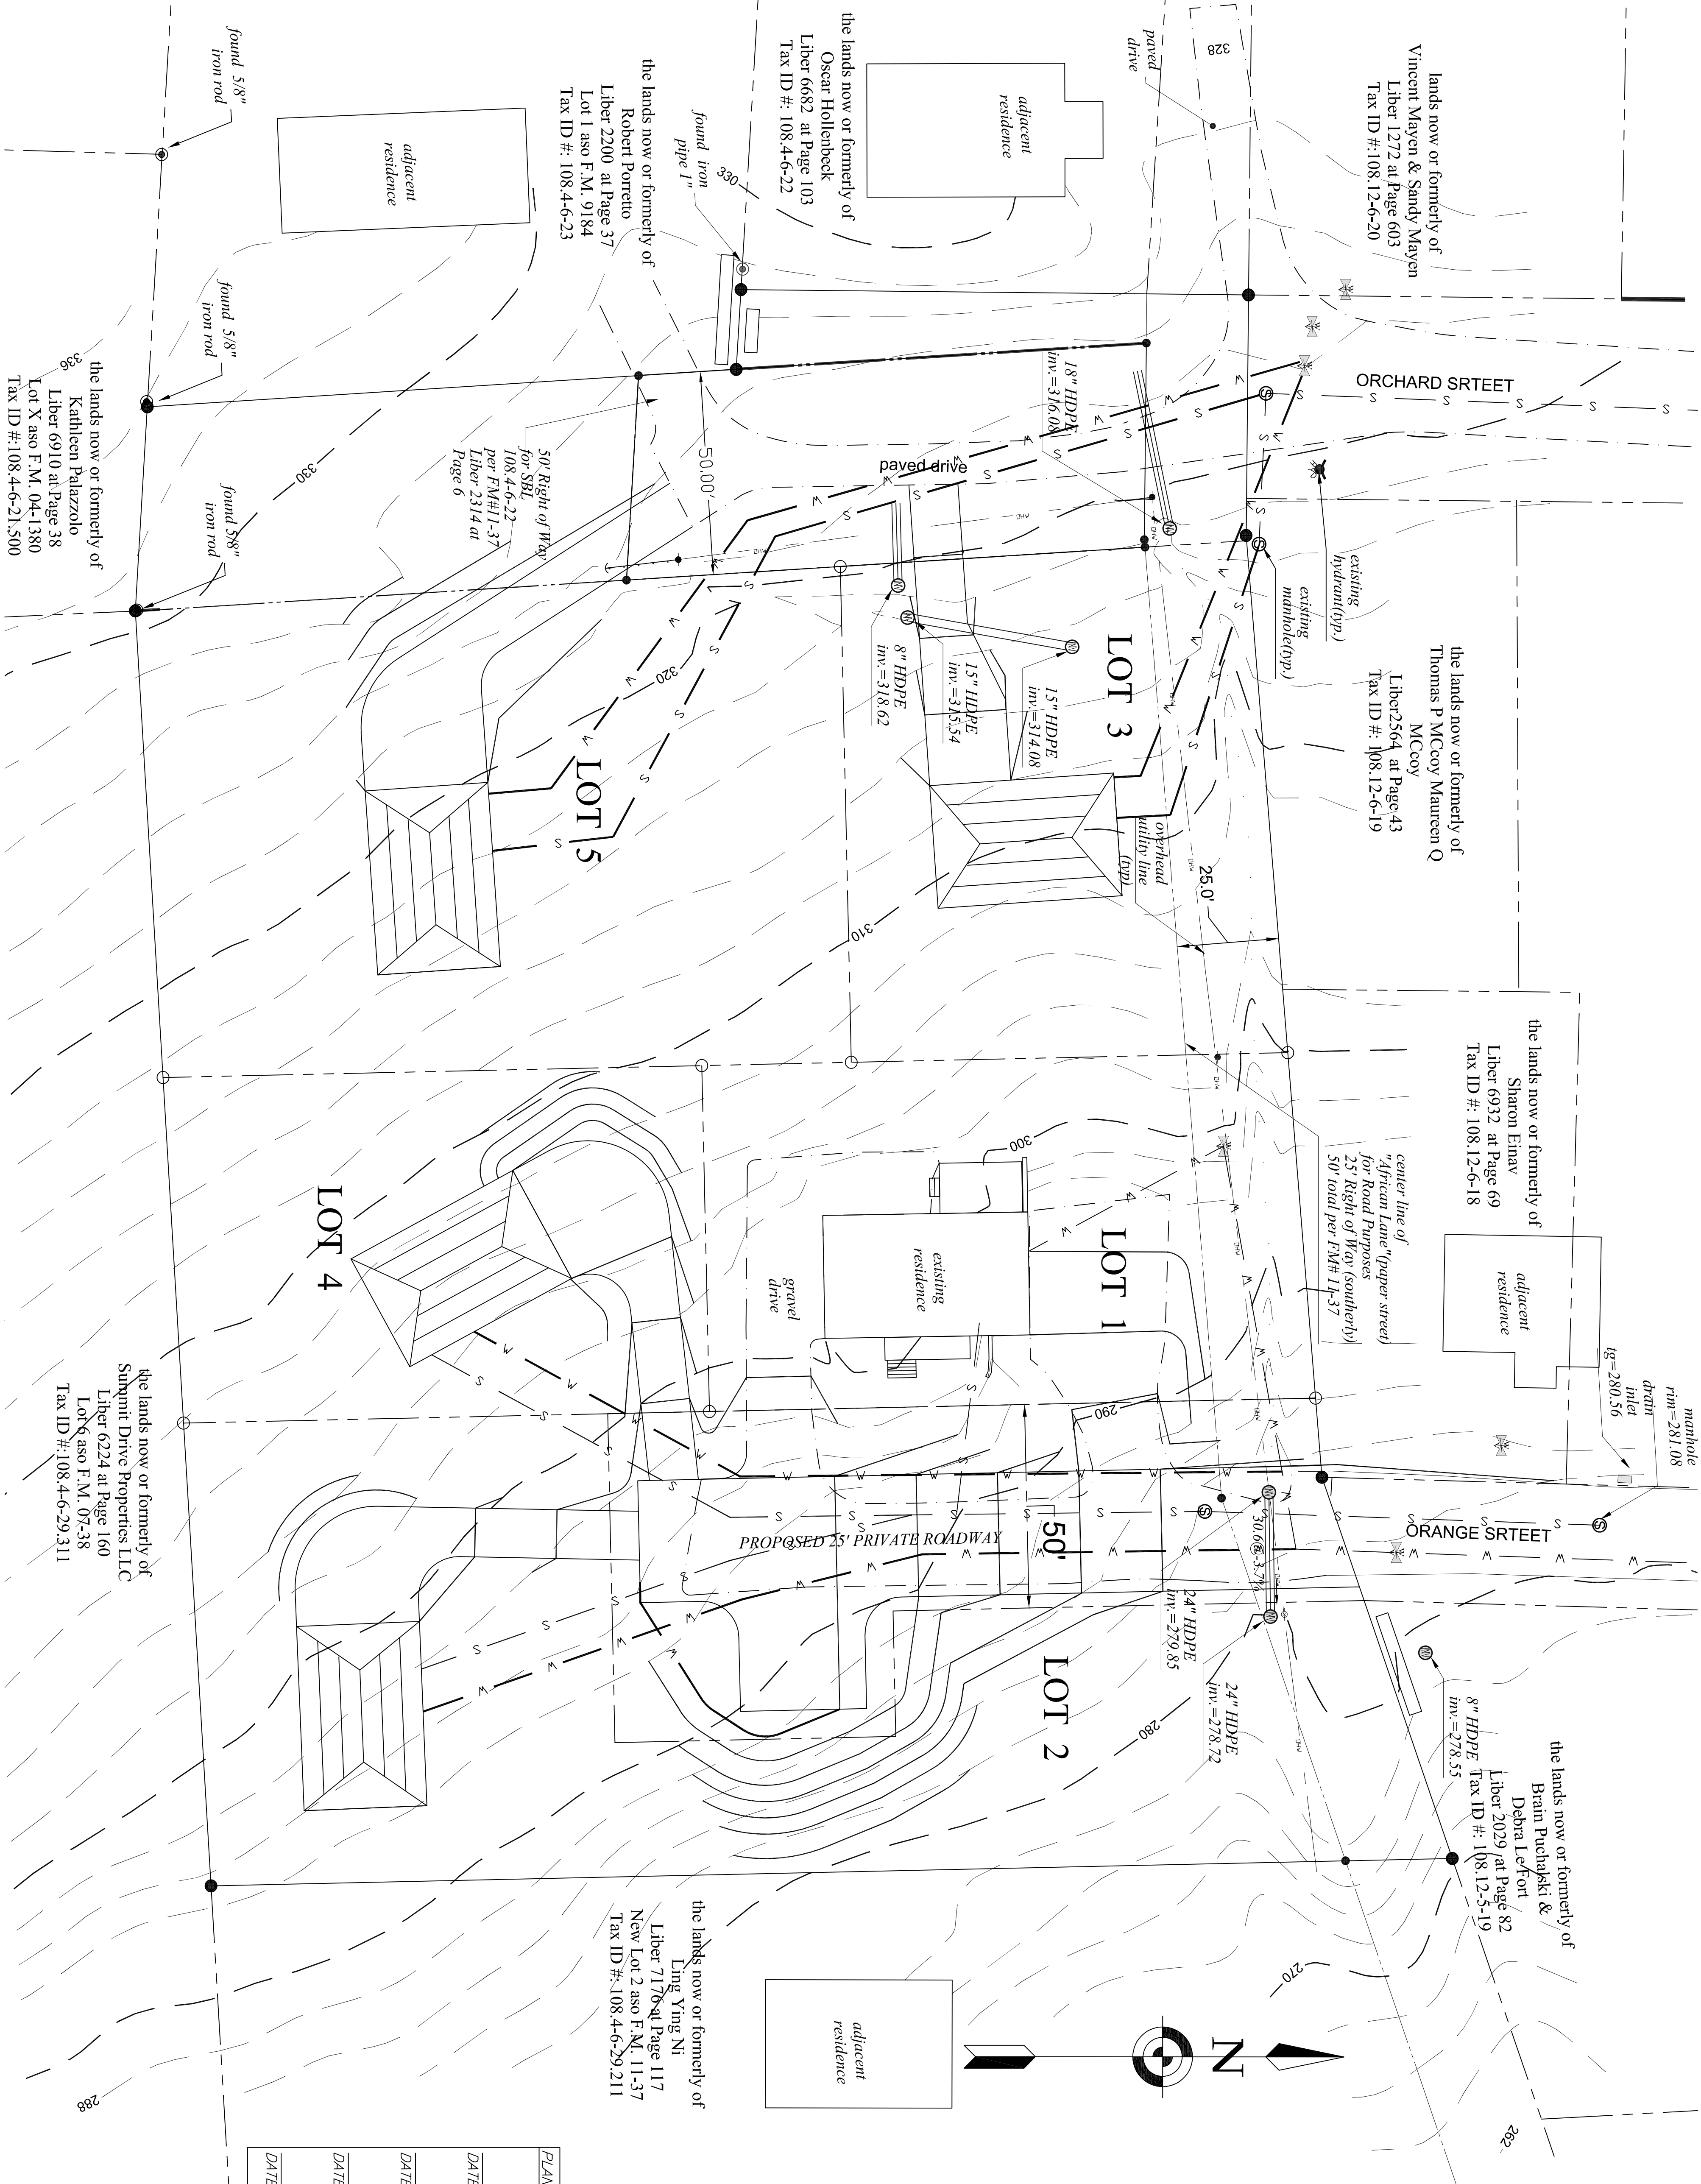 lands now or formerly of
Vincent Mayen & Sandy Mayen
Liber 1272 at Page 603
Tax ID #:108.12-6-20
328
paved
drive
the lands now or formerly of
Oscar Hollenbeck
Liber 6682 at Page 103
Tax ID #: 108.4-6-22
adjacent
residence
330
found iron
pipe 1"
the lands now or formerly of
Robert Porretto
Liber 2200 at Page 37
Lot 1 aso F.M. 9184
Tax ID #: 108.4-6-23
adjacent
residence
found 5/8"
iron rod
found 5/8"
iron rod
found 5/8"
iron rod
336
the lands now or formerly of
Kathleen Palazzolo
Liber 6910 at Page 38
Lot X aso F.M. 04-1380
Tax ID #:108.4-6-21.500
330
50' Right of Way
for SBL
108.4-6-22
per FM#11-37
Liber 2314 at
Page 6
50.00'
paved drive
18" HDPE
inv.=316.08
ORCHARD SRTEET
existing
hydrant(typ.)
existing
manhole(typ.)
the lands now or formerly of
Thomas P MCcoy Maureen Q
MCcoy
Liber2564 at Page 43
Tax ID #: 108.12-6-19
LOT 3
15" HDPE
inv.=314.08
15" HDPE
inv.=315.54
8" HDPE
inv.=318.62
320
LOT 5
overhead
utility line
(typ)
25.0'
310
the lands now or formerly of
Sharon Einav
Liber 6932 at Page 69
Tax ID #: 108.12-6-18
center line of
"African Lane"(paper street)
for Road Purposes
25' Right of Way (southerly)
50' total per FM# 11-37
adjacent
residence
300
LOT 1
existing
residence
gravel
drive
LOT 4
the lands now or formerly of
Summit Drive Properties LLC
Liber 6224 at Page 160
Lot 6 aso F.M. 07-38
Tax ID #:108.4-6-29.311
manhole
rim=281.08
drain
inlet
tg=280.56
290
ORANGE SRTEET
30.6@-3.7%
50'
PROPOSED 25' PRIVATE ROADWAY
24" HDPE
inv.=279.85
24" HDPE
inv.=278.72
8" HDPE
inv.=278.55
LOT 2
280
the lands now or formerly of
Brain Puchalski &
Debra Le Fort
Liber 2029 at Page 82
Tax ID #: 108.12-5-19
the lands now or formerly of
Ling Ying Ni
Liber 7176 at Page 117
New Lot 2 aso F.M. 11-37
Tax ID #:108.4-6-29.211
adjacent
residence
270
N
262
288
PLAN
DATE
DATE
DATE
DATE